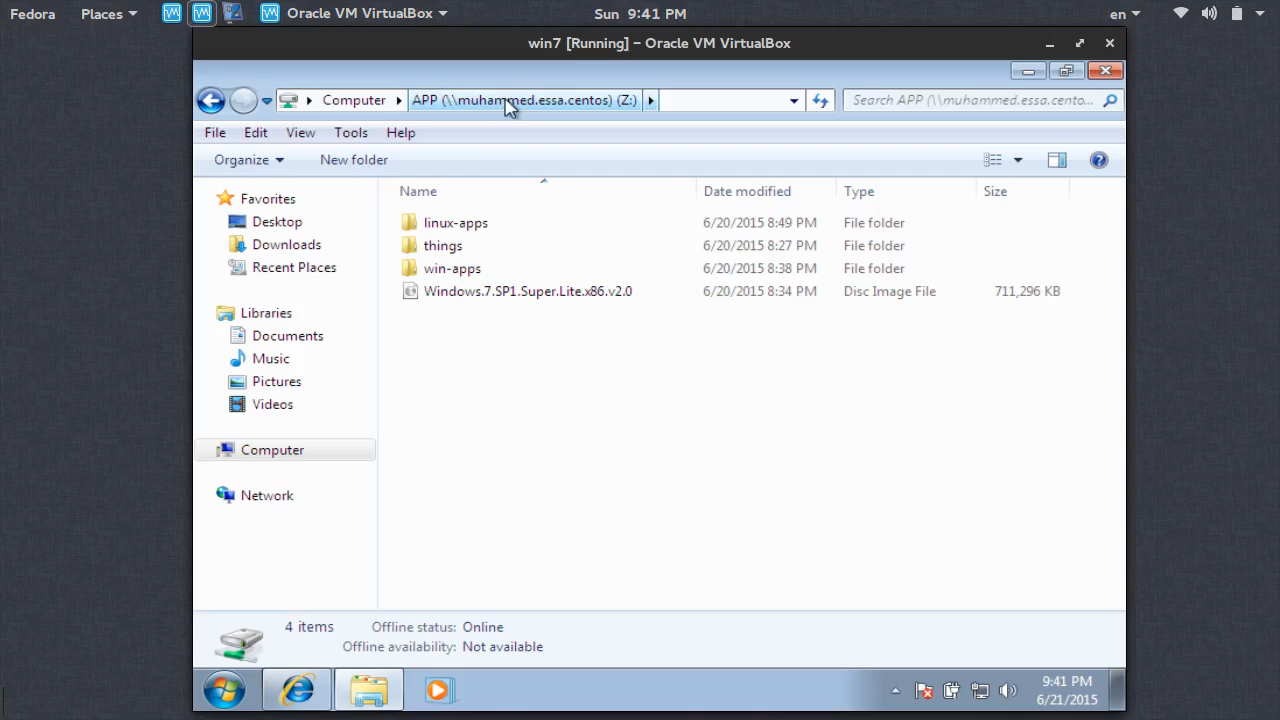 Fedora Places Oracle VM VirtualBox Sun 9:41 PM en
win7 [Running] – Oracle VM VirtualBox
Computer APP (\\muhammed.essa.centos) (Z:) Search APP (\\muhammed.essa.cento...
File Edit View Tools Help
Organize New folder
Name Date modified Type Size
Favorites
Desktop
Downloads
Recent Places
Libraries
Documents
Music
Pictures
Videos
Computer
Network
linux-apps 6/20/2015 8:49 PM File folder
things 6/20/2015 8:27 PM File folder
win-apps 6/20/2015 8:38 PM File folder
Windows.7.SP1.Super.Lite.x86.v2.0 6/20/2015 8:34 PM Disc Image File 711,296 KB
4 items Offline status: Online
Offline availability: Not available
9:41 PM
6/21/2015